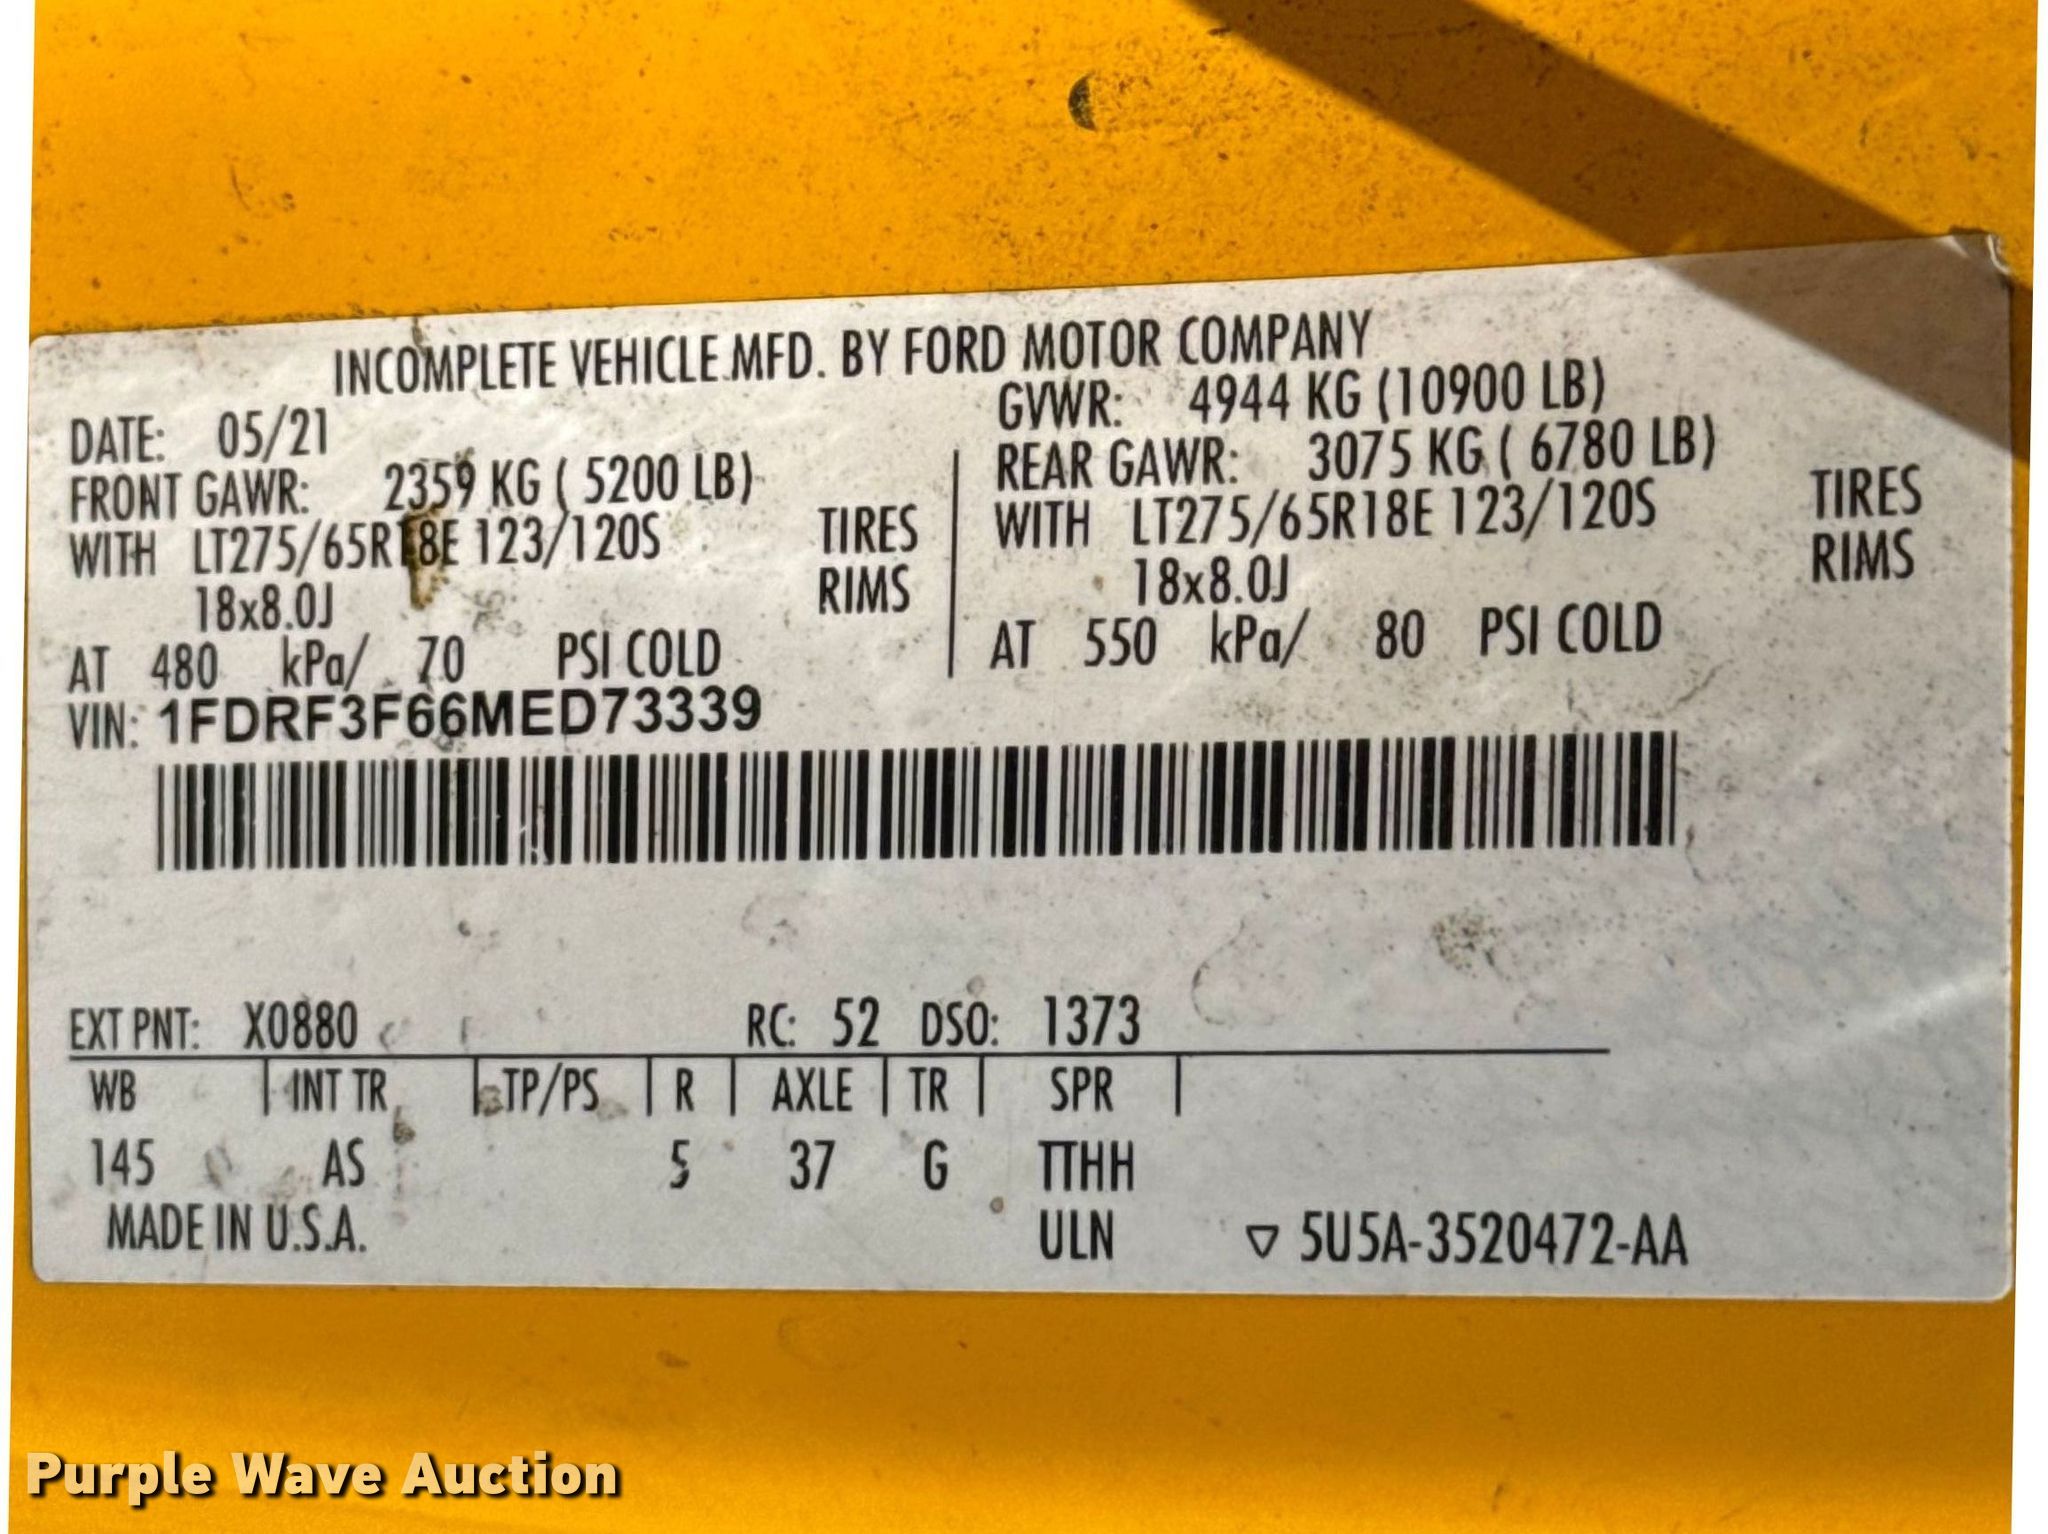 INCOMPLETE VEHICLE MFD. BY FORD MOTOR COMPANY
DATE: 05/21
GVWR: 4944 KG (10900 LB)
FRONT GAWR: 2359 KG ( 5200 LB)
REAR GAWR: 3075 KG ( 6780 LB)
WITH LT275/65R18E 123/120S TIRES
WITH LT275/65R18E 123/120S TIRES
18x8.0J RIMS
18x8.0J RIMS
AT 480 kPa/ 70 PSI COLD
AT 550 kPa/ 80 PSI COLD
VIN: 1FDRF3F66MED73339
EXT PNT: X0880 RC: 52 DSO: 1373
WB | INT TR | TP/PS | R | AXLE | TR | SPR |
145 AS 5 37 G TTHH
MADE IN U.S.A. ULN ▽ 5U5A-3520472-AA
Purple Wave Auction